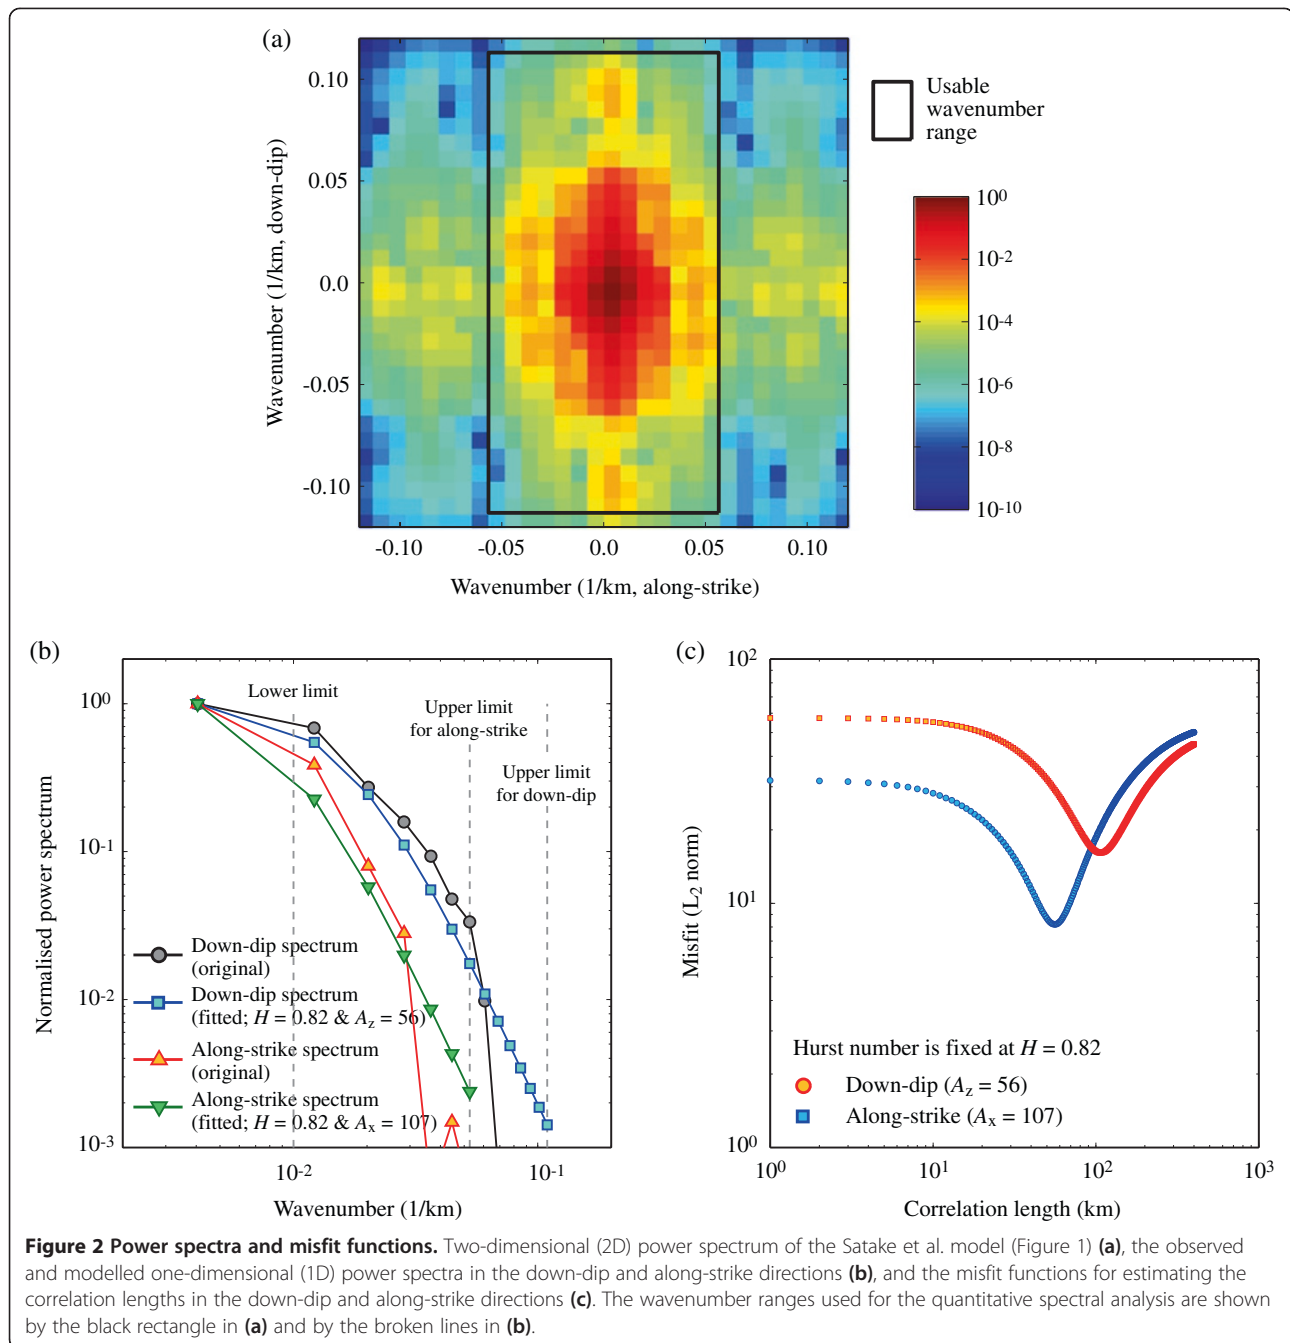 (a)
Wavenumber (1/km, down-dip)
0.10
0.05
0.0
-0.05
-0.10
-0.10 -0.05 0.0 0.05 0.10
Wavenumber (1/km, along-strike)
Usable
wavenumber
range
10⁰
10⁻²
10⁻⁴
10⁻⁶
10⁻⁸
10⁻¹⁰
(b)
Normalised power spectrum
10⁰
10⁻¹
10⁻²
10⁻³
Lower limit
Upper limit
for along-strike
Upper limit
for down-dip
Down-dip spectrum
(original)
Down-dip spectrum
(fitted; H = 0.82 & A_z = 56)
Along-strike spectrum
(original)
Along-strike spectrum
(fitted; H = 0.82 & A_x = 107)
10⁻² 10⁻¹
Wavenumber (1/km)
(c)
Misfit (L₂ norm)
10²
10¹
10⁰
Hurst number is fixed at H = 0.82
Down-dip (A_z = 56)
Along-strike (A_x = 107)
10⁰ 10¹ 10² 10³
Correlation length (km)
Figure 2 Power spectra and misfit functions. Two-dimensional (2D) power spectrum of the Satake et al. model (Figure 1) (a), the observed
and modelled one-dimensional (1D) power spectra in the down-dip and along-strike directions (b), and the misfit functions for estimating the
correlation lengths in the down-dip and along-strike directions (c). The wavenumber ranges used for the quantitative spectral analysis are shown
by the black rectangle in (a) and by the broken lines in (b).